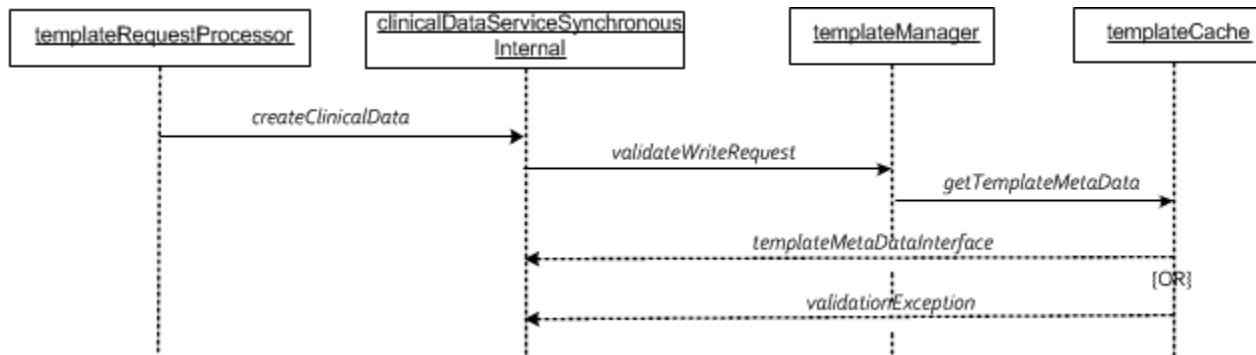 templateRequestProcessor
clinicalDataServiceSynchronous
Internal
templateManager
templateCache
createClinicalData
validateWriteRequest
getTemplateMetaData
templateMetaDataInterface
[OR}
validationException